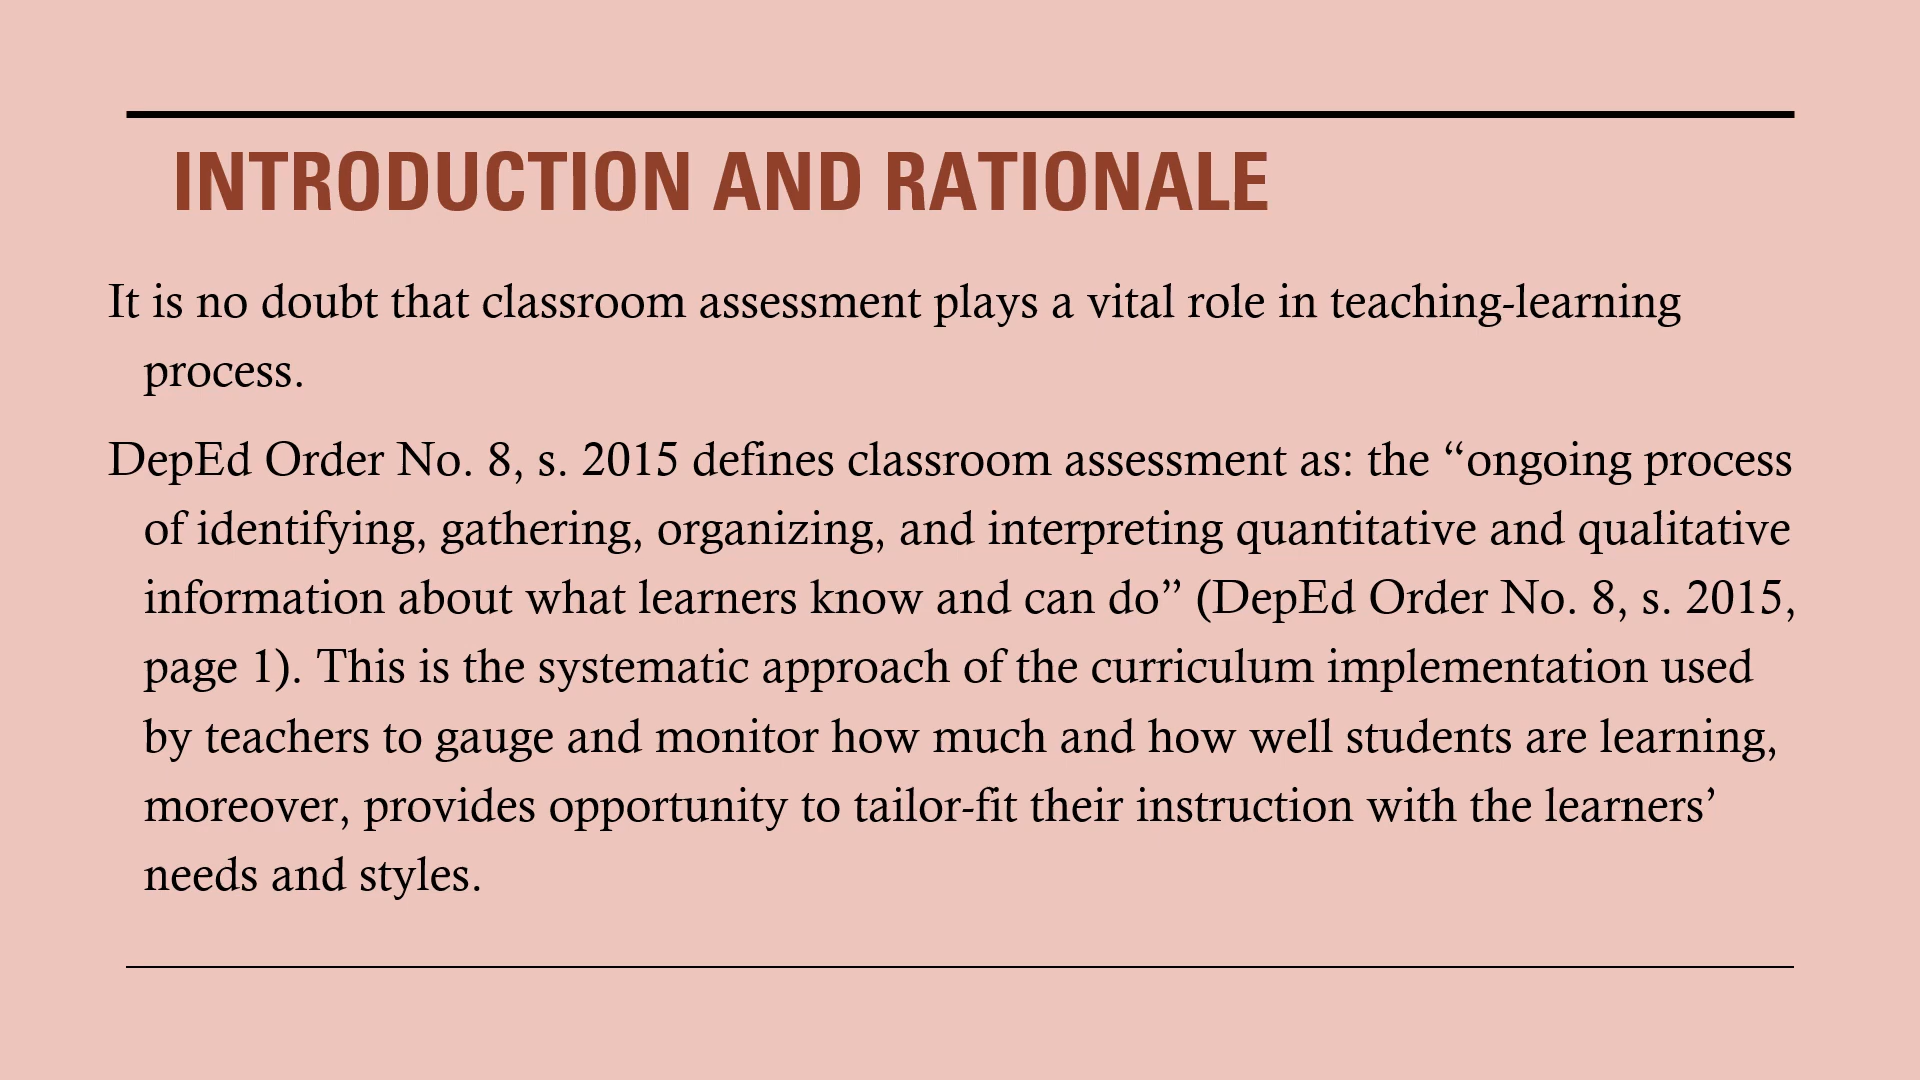 INTRODUCTION AND RATIONALE
It is no doubt that classroom assessment plays a vital role in teaching-learning
process.
DepEd Order No. 8, s. 2015 defines classroom assessment as: the “ongoing process
of identifying, gathering, organizing, and interpreting quantitative and qualitative
information about what learners know and can do” (DepEd Order No. 8, s. 2015,
page 1). This is the systematic approach of the curriculum implementation used
by teachers to gauge and monitor how much and how well students are learning,
moreover, provides opportunity to tailor-fit their instruction with the learners’
needs and styles.